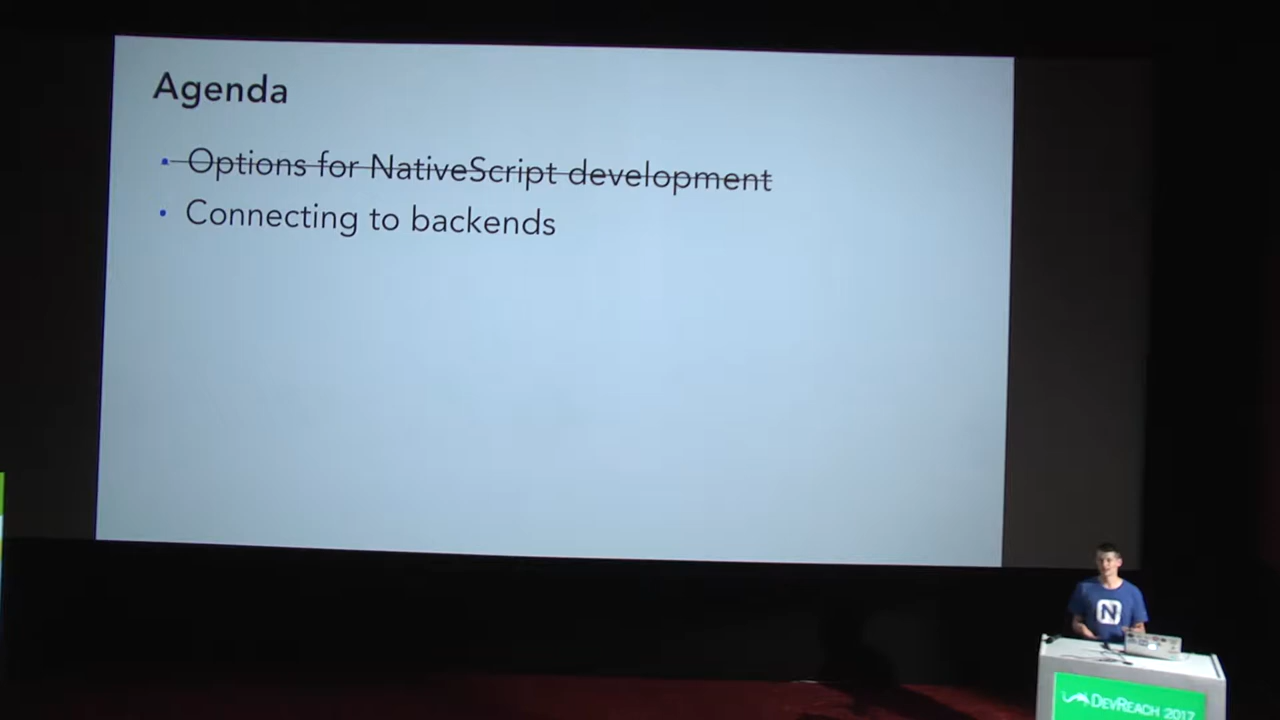 Agenda
• Options for NativeScript development
• Connecting to backends
N
DEVREACH 2017